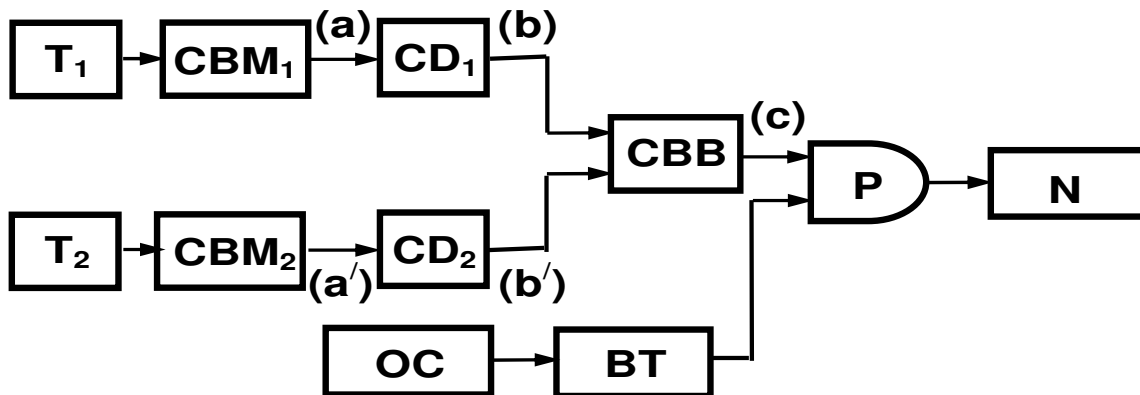 (a) (b)
T₁ CBM₁ CD₁
(c)
CBB
P N
T₂ CBM₂ CD₂
(a′) (b′)
OC BT